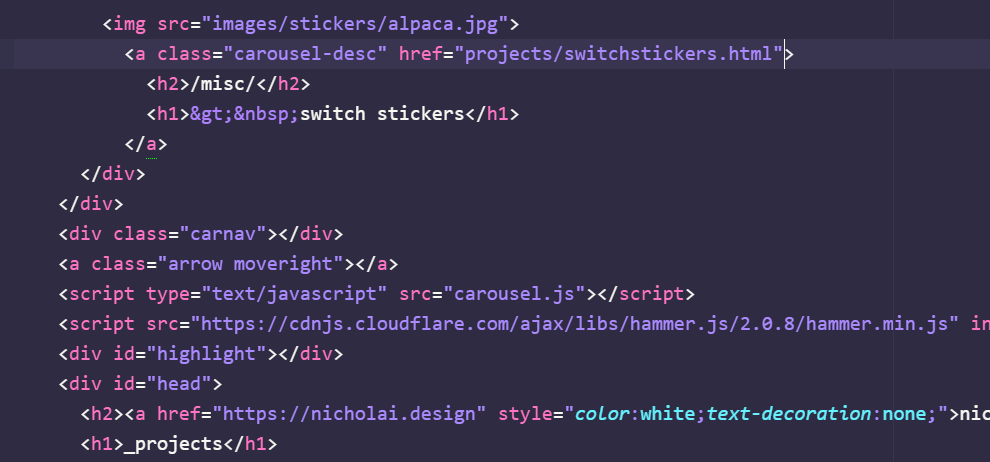 <img src="images/stickers/alpaca.jpg">
<a class="carousel-desc" href="projects/switchstickers.html">
<h2>/misc/</h2>
<h1>&gt;&nbsp;switch stickers</h1>
</a>
</div>
</div>
<div class="carnav"></div>
<a class="arrow moveright"></a>
<script type="text/javascript" src="carousel.js"></script>
<script src="https://cdnjs.cloudflare.com/ajax/libs/hammer.js/2.0.8/hammer.min.js" in
<div id="highlight"></div>
<div id="head">
<h2><a href="https://nicholai.design" style="color:white;text-decoration:none;">nic
<h1>_projects</h1>